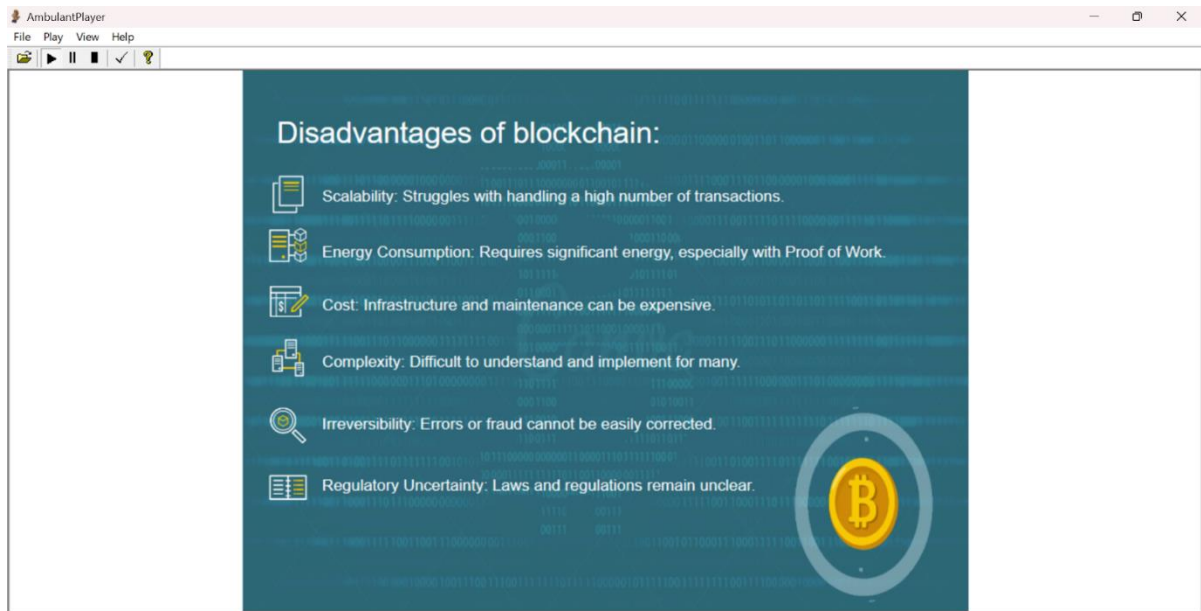 AmbulantPlayer
File Play View Help
Disadvantages of blockchain:
Scalability: Struggles with handling a high number of transactions.
Energy Consumption: Requires significant energy, especially with Proof of Work.
Cost: Infrastructure and maintenance can be expensive.
Complexity: Difficult to understand and implement for many.
Irreversibility: Errors or fraud cannot be easily corrected.
Regulatory Uncertainty: Laws and regulations remain unclear.